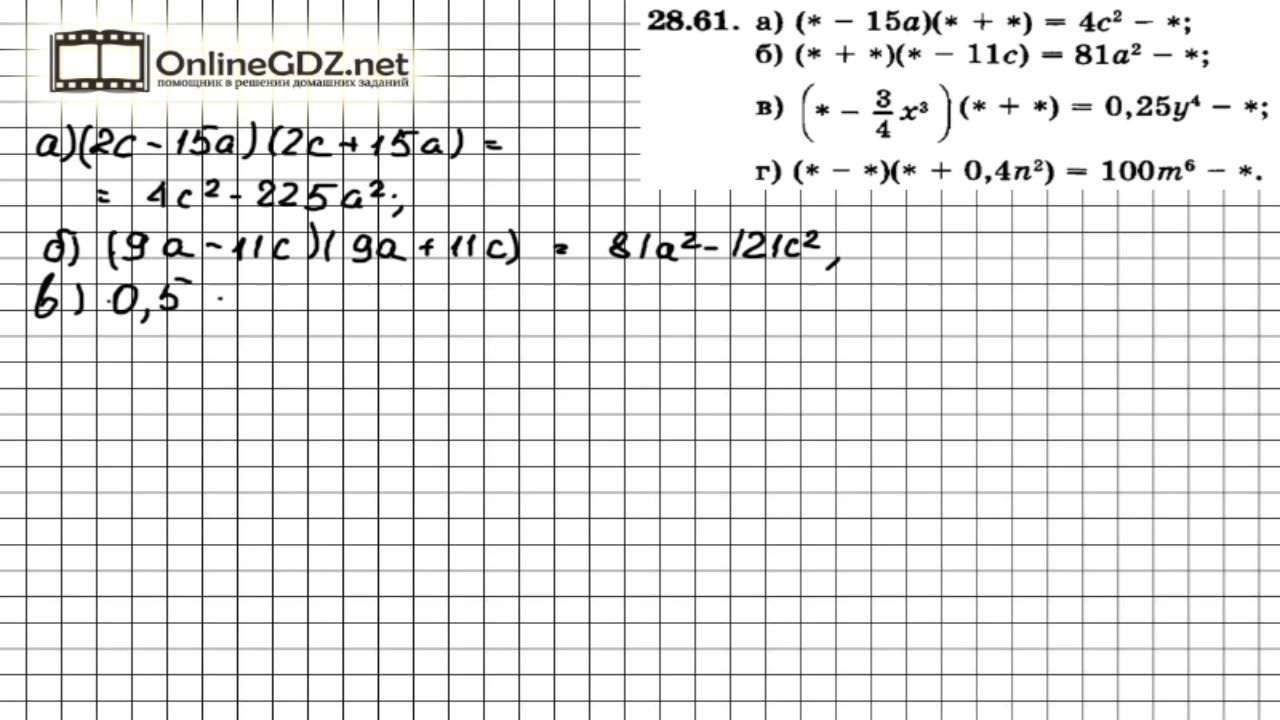 OnlineGDZ.net
помощник в решении домашних заданий
28.61. а) (* − 15a)(* + *) = 4c² − *;
б) (* + *)(* − 11c) = 81a² − *;
в) (* − 3/4 x³)(* + *) = 0,25y⁴ − *;
г) (* − *)(* + 0,4n²) = 100m⁶ − *.
а) (2c - 15a) (2c + 15a) =
= 4c² - 225a²;
б) (9a - 11c)(9a + 11c) = 81a² - 121c²,
в) 0,5